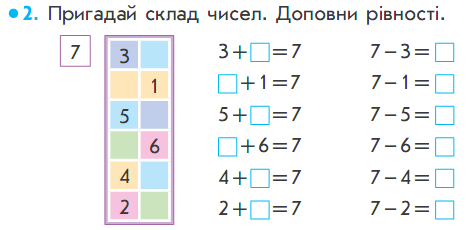 2. Пригадай склад чисел. Доповни рівності.
7 3 3+□=7 7-3=□
1 □+1=7 7-1=□
5 5+□=7 7-5=□
6 □+6=7 7-6=□
4 4+□=7 7-4=□
2 2+□=7 7-2=□